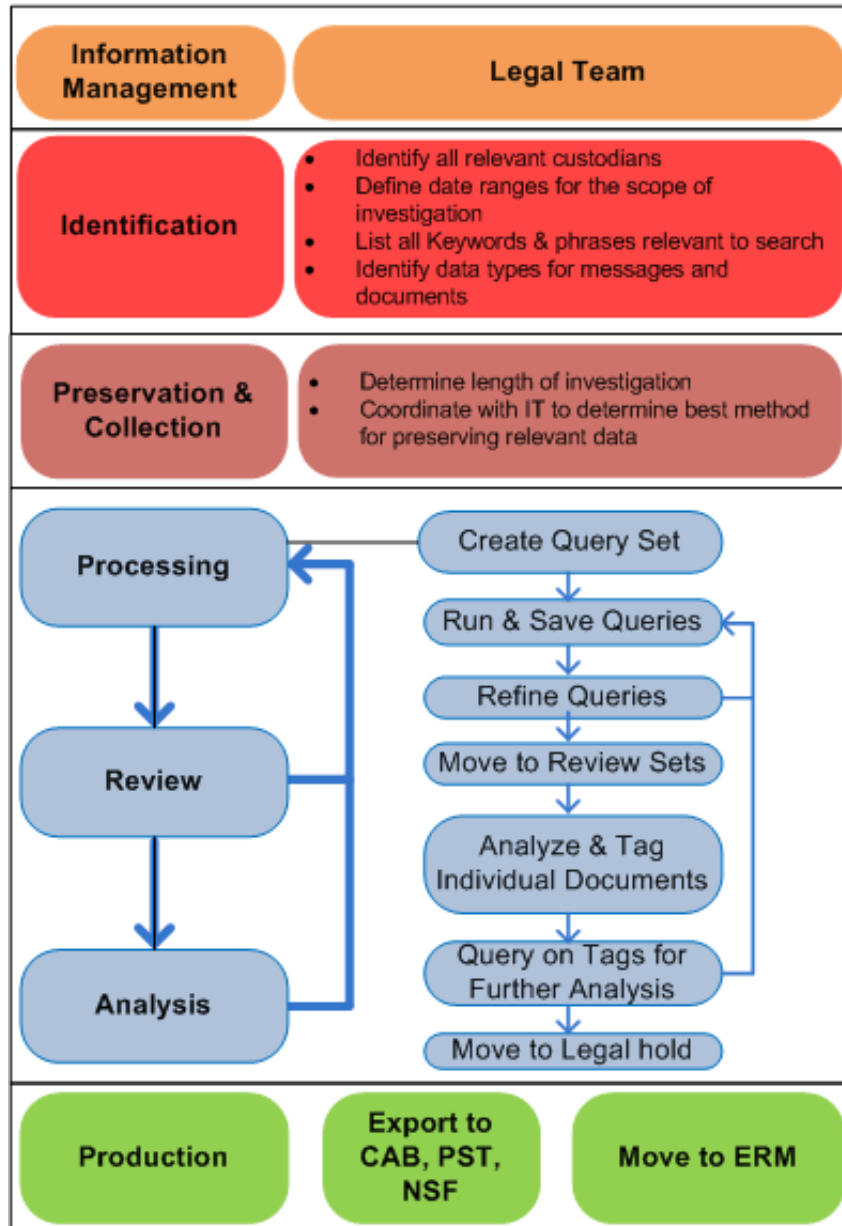 Information
Management
Legal Team
Identification
• Identify all relevant custodians
• Define date ranges for the scope of
investigation
• List all Keywords & phrases relevant to search
• Identify data types for messages and
documents
Preservation &
Collection
• Determine length of investigation
• Coordinate with IT to determine best method
for preserving relevant data
Processing
Review
Analysis
Create Query Set
Run & Save Queries
Refine Queries
Move to Review Sets
Analyze & Tag
Individual Documents
Query on Tags for
Further Analysis
Move to Legal hold
Production
Export to
CAB, PST,
NSF
Move to ERM